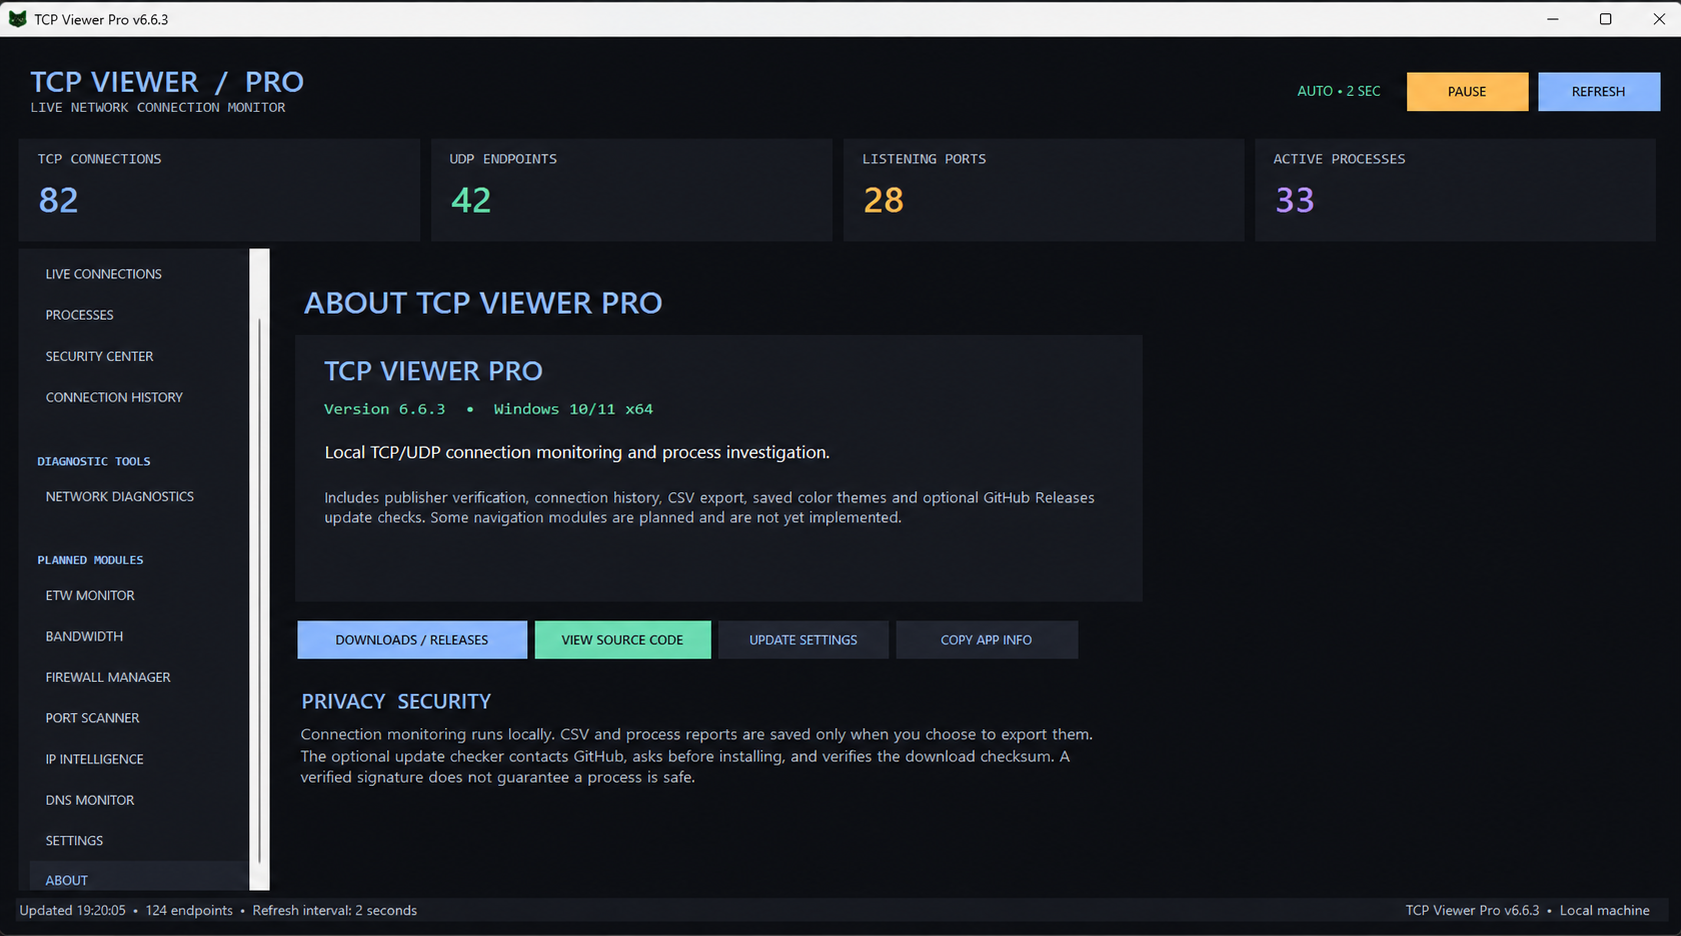 TCP Viewer Pro v6.6.3
TCP VIEWER / PRO
LIVE NETWORK CONNECTION MONITOR
AUTO • 2 SEC
PAUSE
REFRESH
TCP CONNECTIONS
82
UDP ENDPOINTS
42
LISTENING PORTS
28
ACTIVE PROCESSES
33
LIVE CONNECTIONS
PROCESSES
SECURITY CENTER
CONNECTION HISTORY
DIAGNOSTIC TOOLS
NETWORK DIAGNOSTICS
PLANNED MODULES
ETW MONITOR
BANDWIDTH
FIREWALL MANAGER
PORT SCANNER
IP INTELLIGENCE
DNS MONITOR
SETTINGS
ABOUT
ABOUT TCP VIEWER PRO
TCP VIEWER PRO
Version 6.6.3 • Windows 10/11 x64
Local TCP/UDP connection monitoring and process investigation.
Includes publisher verification, connection history, CSV export, saved color themes and optional GitHub Releases
update checks. Some navigation modules are planned and are not yet implemented.
DOWNLOADS / RELEASES
VIEW SOURCE CODE
UPDATE SETTINGS
COPY APP INFO
PRIVACY SECURITY
Connection monitoring runs locally. CSV and process reports are saved only when you choose to export them.
The optional update checker contacts GitHub, asks before installing, and verifies the download checksum. A
verified signature does not guarantee a process is safe.
Updated 19:20:05 • 124 endpoints • Refresh interval: 2 seconds
TCP Viewer Pro v6.6.3 • Local machine